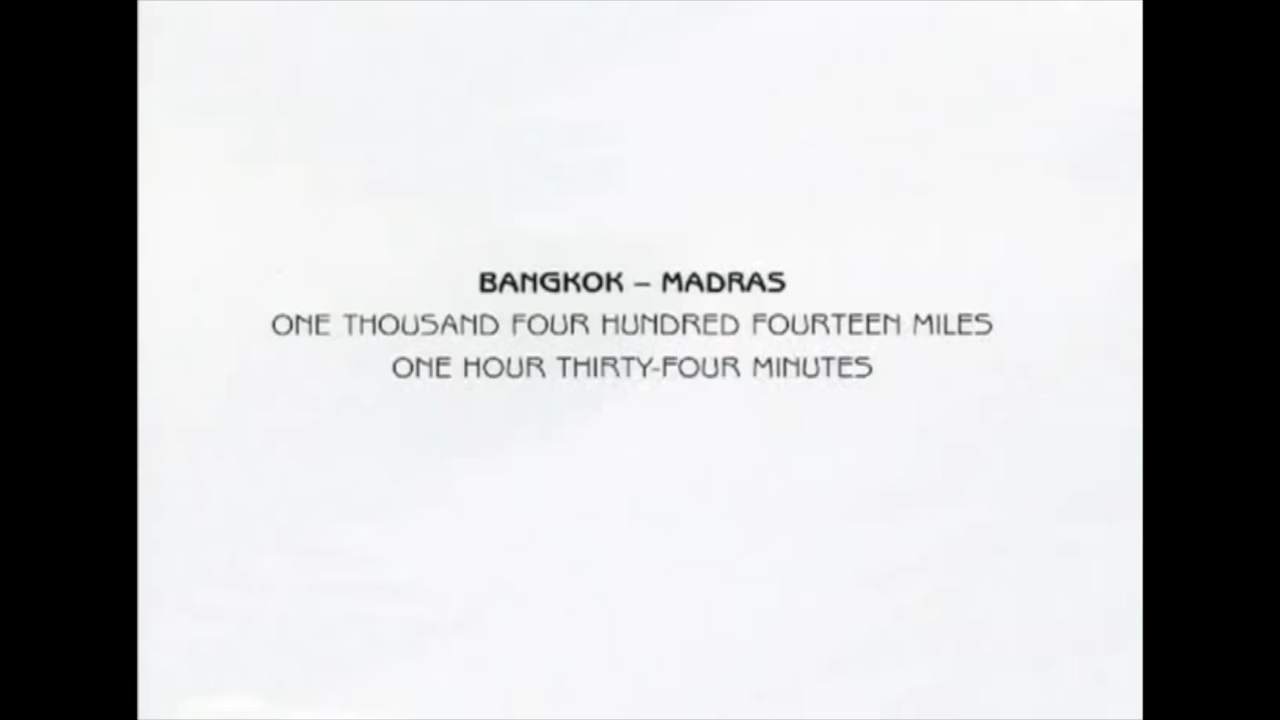 BANGKOK – MADRAS
ONE THOUSAND FOUR HUNDRED FOURTEEN MILES
ONE HOUR THIRTY-FOUR MINUTES